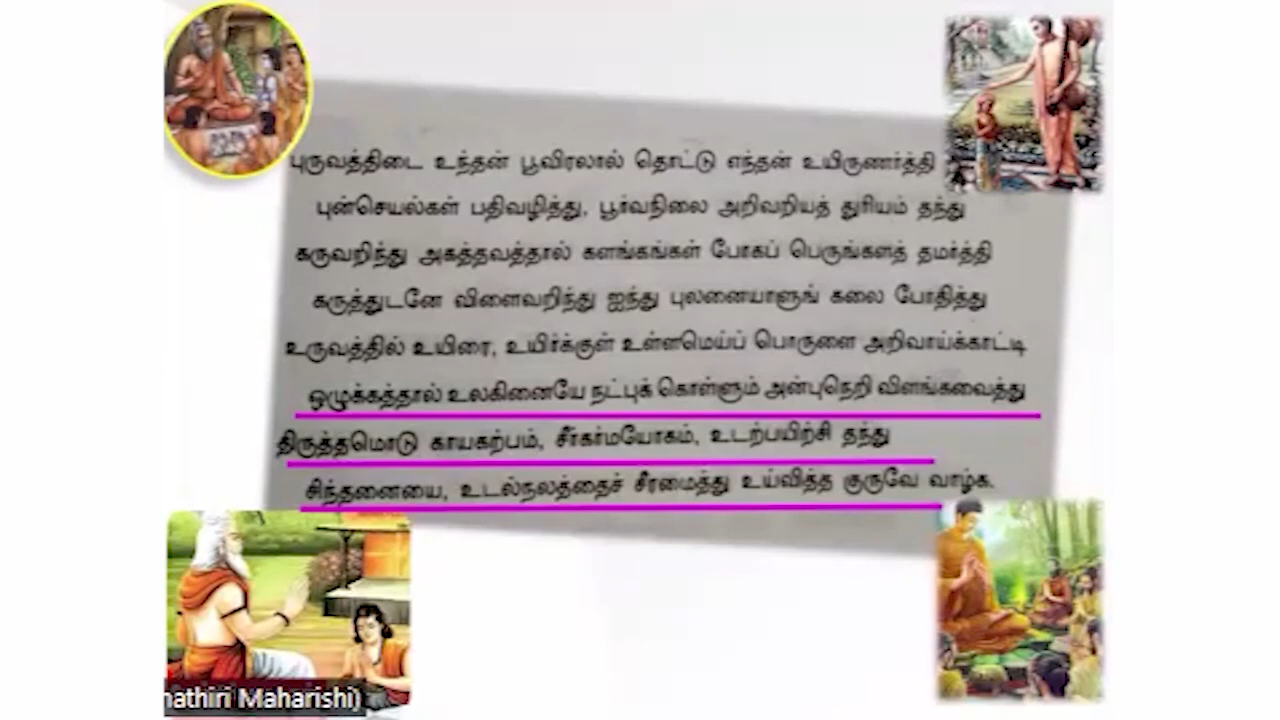 புருவத்திடை உந்தன் பூவிரலால் தொட்டு எந்தன் உயிருணர்த்தி
புன்செயல்கள் பதிவழித்து, பூர்வநிலை அறிவறியத் துரியம் தந்து
கருவறிந்து அகத்தவத்தால் களங்கங்கள் போகப் பெருங்களத் தமர்த்தி
கருத்துடனே விளைவறிந்து ஐந்து புலனையாளுங் கலை போதித்து
உருவத்தில் உயிரை, உயிர்க்குள் உள்ளமெய்ப் பொருளை அறிவாய்க்காட்டி
ஒழுக்கத்தால் உலகினையே நட்புக் கொள்ளும் அன்புநெறி விளங்கவைத்து
திருத்தமொடு காயகற்பம், சீர்கர்மயோகம், உடற்பயிற்சி தந்து
சிந்தனையை, உடல்நலத்தைச் சீரமைத்து உய்வித்த குருவே வாழ்க.
nathiri Maharishi)